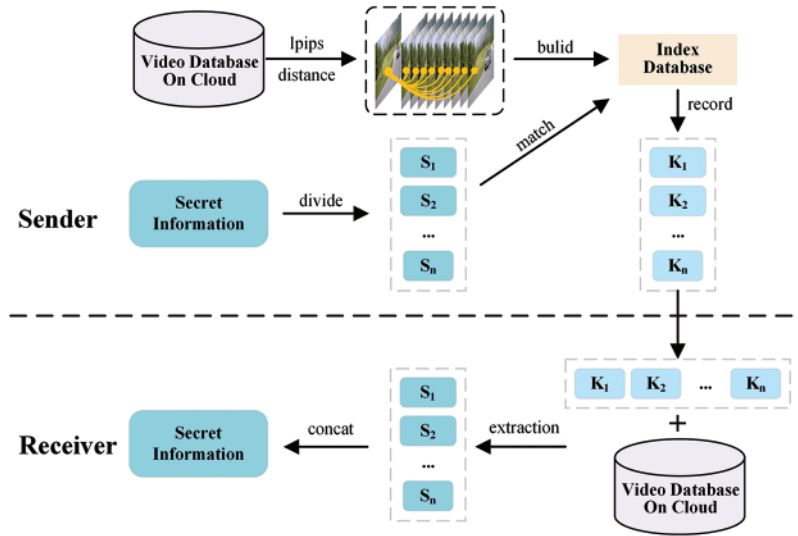 Video Database
On Cloud
lpips
distance
bulid
Index
Database
record
match
Sender
Secret
Information
divide
S1
S2
...
Sn
K1
K2
...
Kn
Receiver
Secret
Information
concat
S1
S2
...
Sn
extraction
K1 K2 ... Kn
+
Video Database
On Cloud